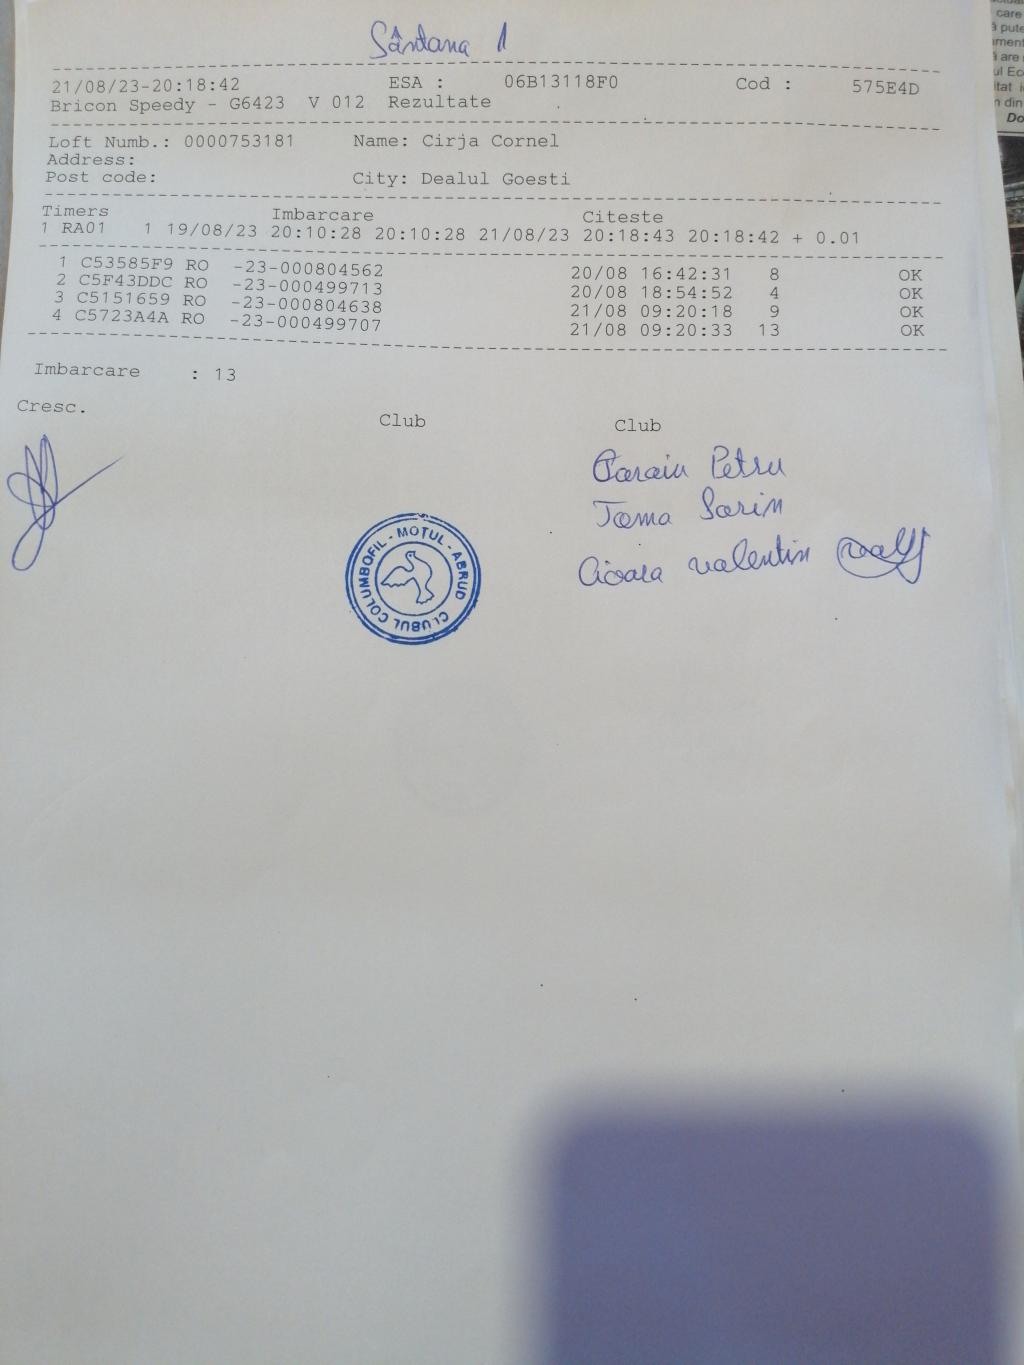 Sântana 1
21/08/23-20:18:42 ESA : 06B13118F0 Cod : 575E4D
Bricon Speedy - G6423 V 012 Rezultate
Loft Numb.: 0000753181 Name: Cirja Cornel
Address:
Post code: City: Dealul Goesti
Timers Imbarcare Citeste
1 RA01 1 19/08/23 20:10:28 20:10:28 21/08/23 20:18:43 20:18:42 + 0.01
1 C53585F9 RO -23-000804562 20/08 16:42:31 8 OK
2 C5F43DDC RO -23-000499713 20/08 18:54:52 4 OK
3 C5151659 RO -23-000804638 21/08 09:20:18 9 OK
4 C5723A4A RO -23-000499707 21/08 09:20:33 13 OK
Imbarcare : 13
Cresc. Club Club
Petru
Toma Sorin
Cioara Valentin
CLUBUL COLUMBOFIL - MOŢUL - ABRUD
care